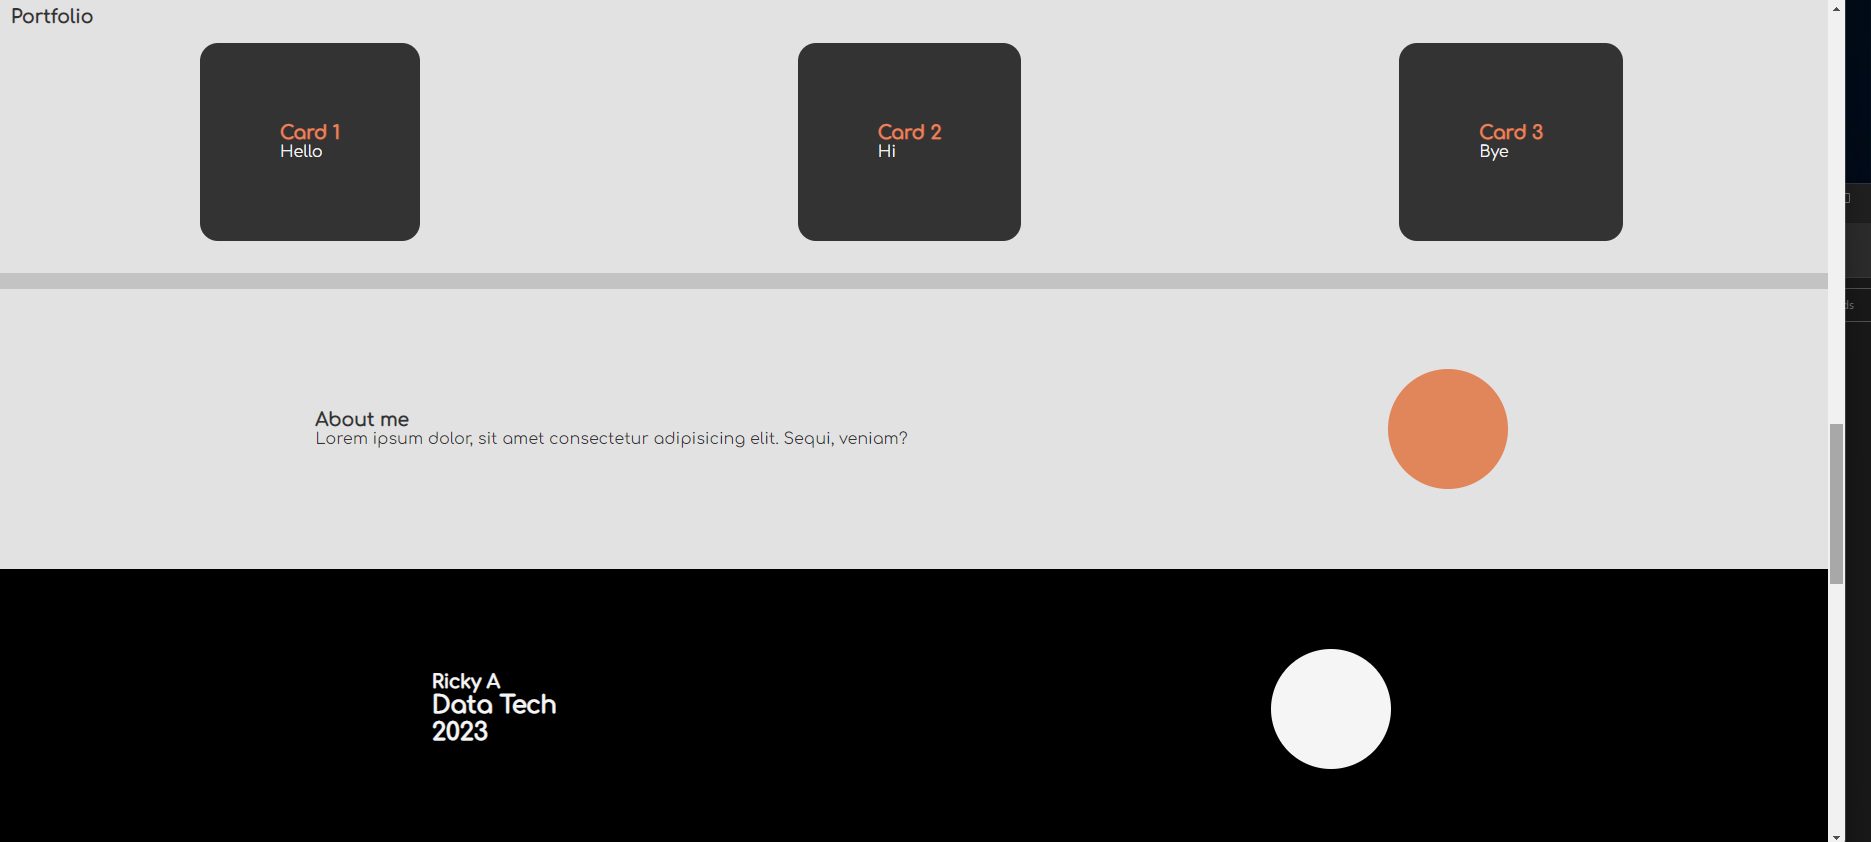 Portfolio
Card 1
Hello
Card 2
Hi
Card 3
Bye
About me
Lorem ipsum dolor, sit amet consectetur adipisicing elit. Sequi, veniam?
Ricky A
Data Tech
2023